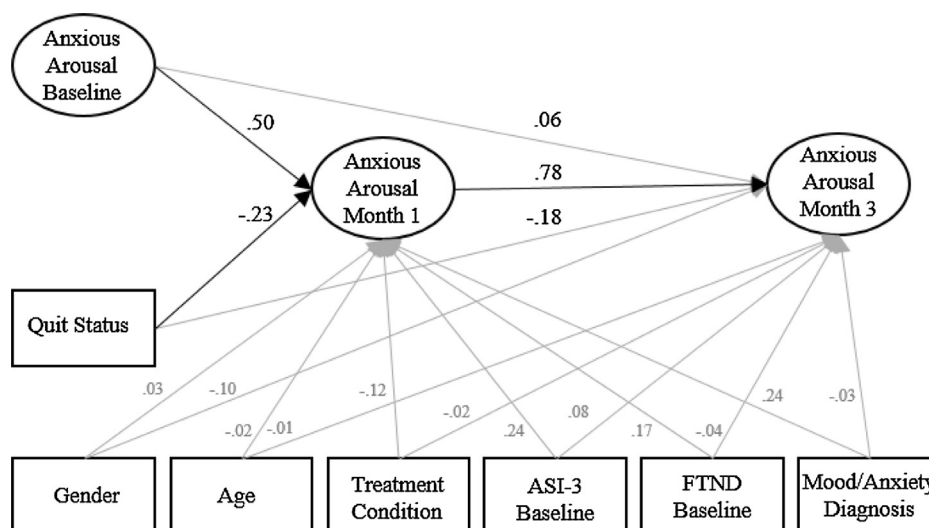 Anxious
Arousal
Baseline
.50
.06
Anxious
Arousal
Month 1
.78
Anxious
Arousal
Month 3
-.23
-.18
Quit Status
.03
-.10
-.12
.24
-.03
-.02
.08
-.02
-.01
.24
.17
-.04
Gender
Age
Treatment
Condition
ASI-3
Baseline
FTND
Baseline
Mood/Anxiety
Diagnosis